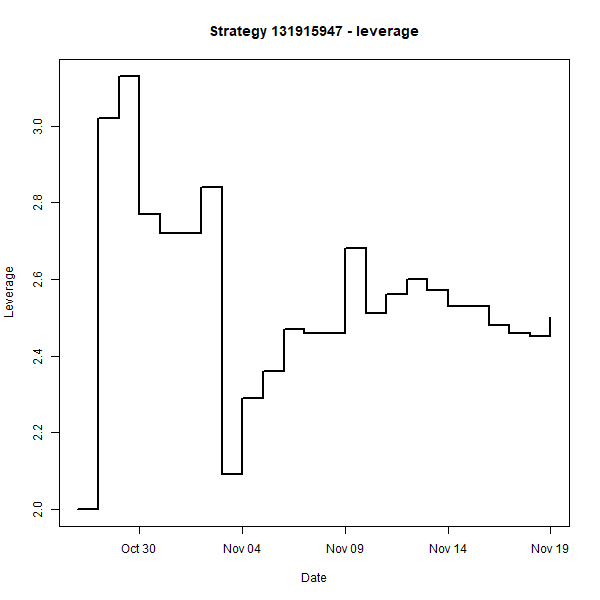 Strategy 131915947 - leverage
Leverage
3.0
2.8
2.6
2.4
2.2
2.0
Oct 30 Nov 04 Nov 09 Nov 14 Nov 19
Date